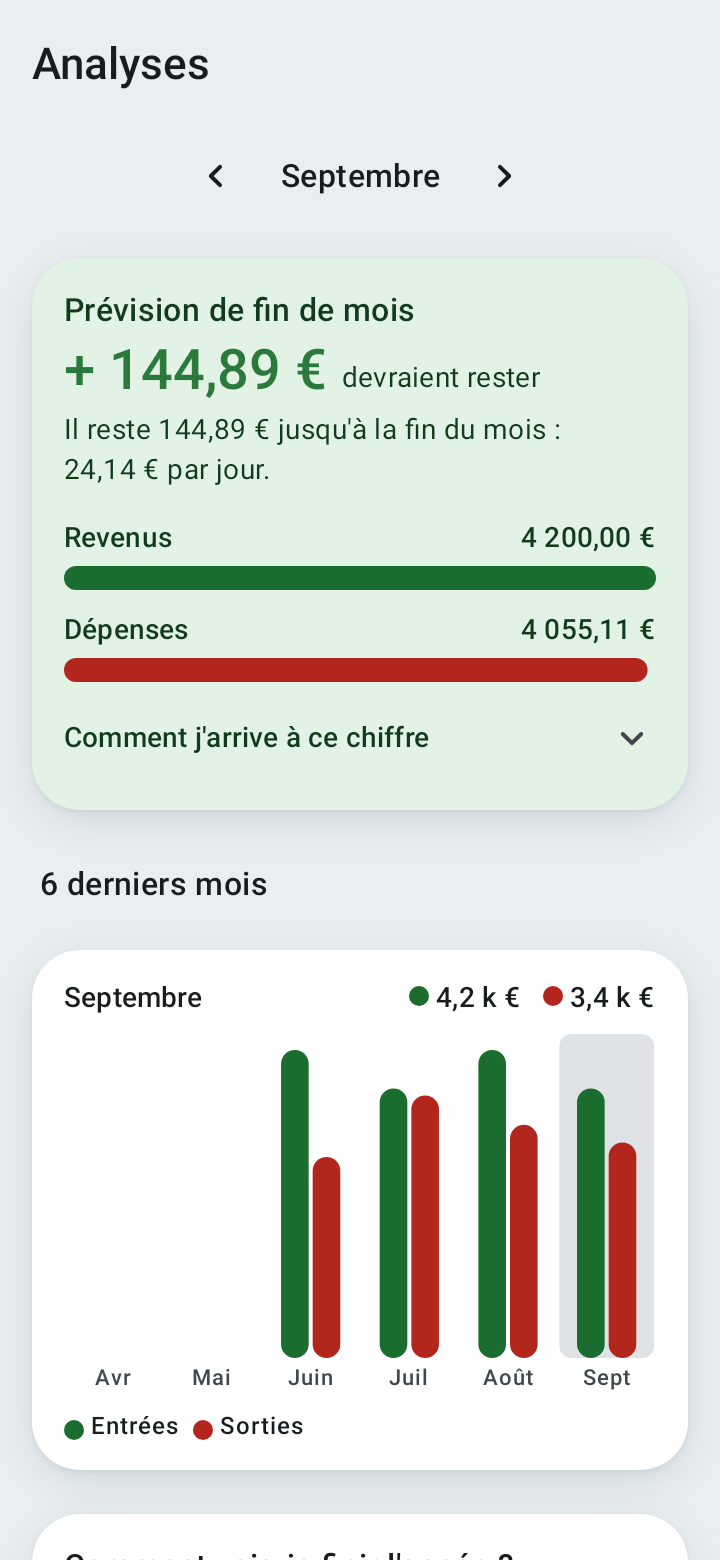 Analyses
Septembre
Prévision de fin de mois
+ 144,89 € devraient rester
Il reste 144,89 € jusqu'à la fin du mois :
24,14 € par jour.
Revenus 4 200,00 €
Dépenses 4 055,11 €
Comment j'arrive à ce chiffre
6 derniers mois
Septembre 4,2 k € 3,4 k €
Avr Mai Juin Juil Août Sept
Entrées Sorties